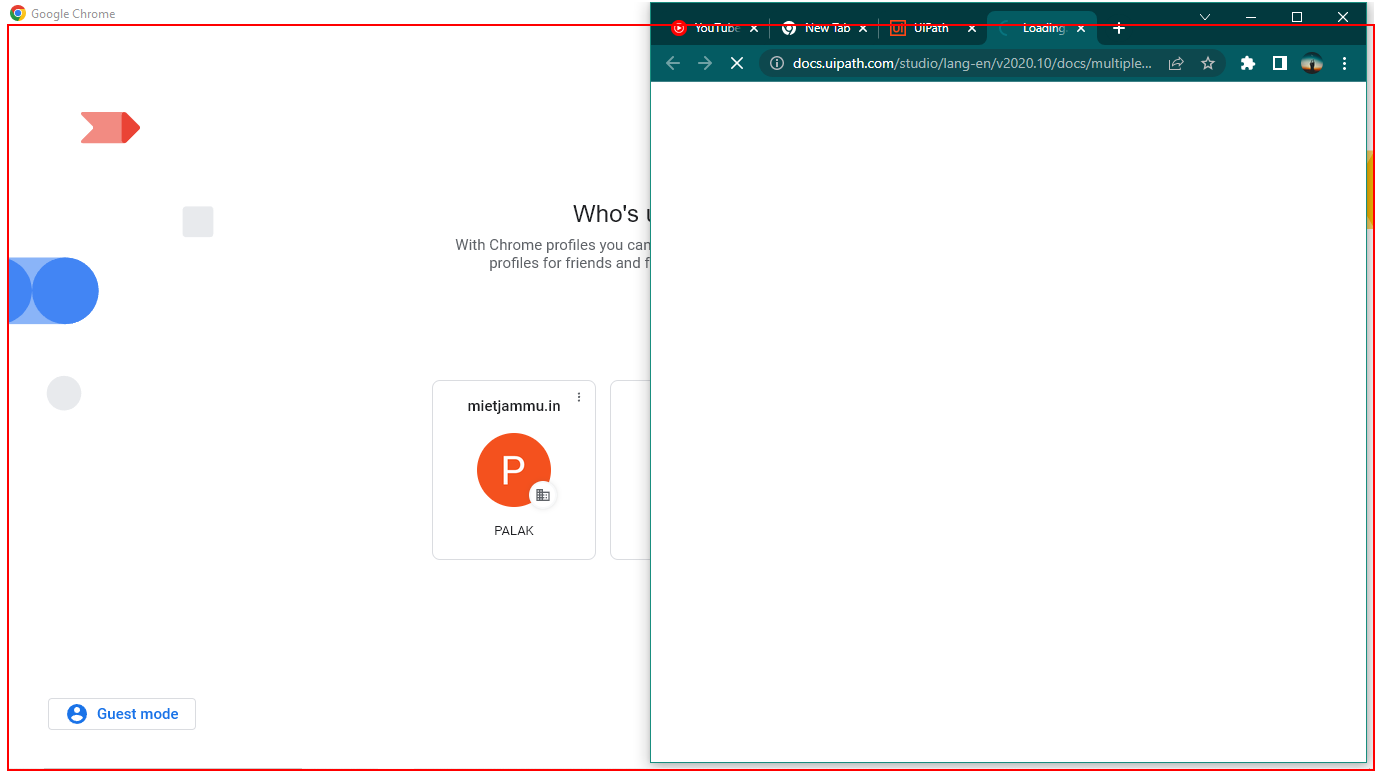 Google Chrome
YouTube
New Tab
Ui
UiPath
Loading
docs.uipath.com/studio/lang-en/v2020.10/docs/multiple...
Who's u
With Chrome profiles you can
profiles for friends and f
mietjammu.in
P
PALAK
Guest mode